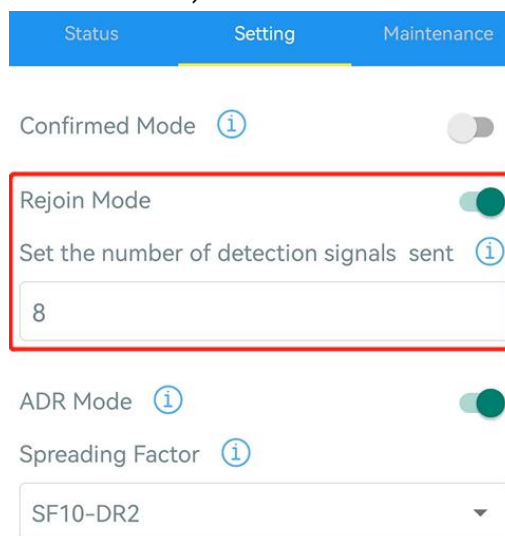 Status Setting Maintenance
Confirmed Mode
Rejoin Mode
Set the number of detection signals sent
8
ADR Mode
Spreading Factor
SF10-DR2